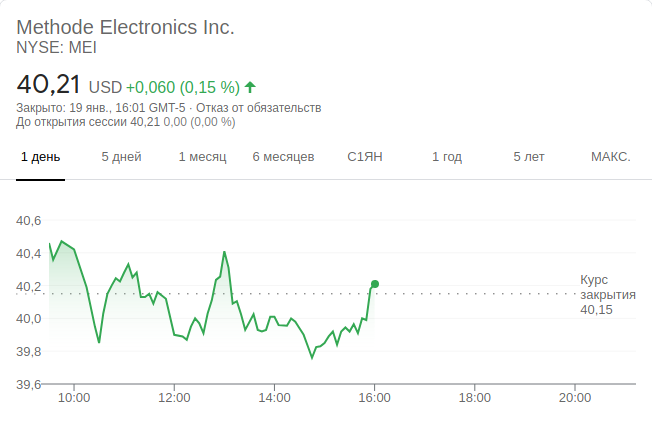 Methode Electronics Inc.
NYSE: MEI
40,21 USD +0,060 (0,15 %)
Закрыто: 19 янв., 16:01 GMT-5 · Отказ от обязательств
До открытия сессии 40,21 0,00 (0,00 %)
1 день 5 дней 1 месяц 6 месяцев С1ЯН 1 год 5 лет МАКС.
40,6
40,4
40,2
40,0
39,8
39,6
Курс
закрытия
40,15
10:00 12:00 14:00 16:00 18:00 20:00